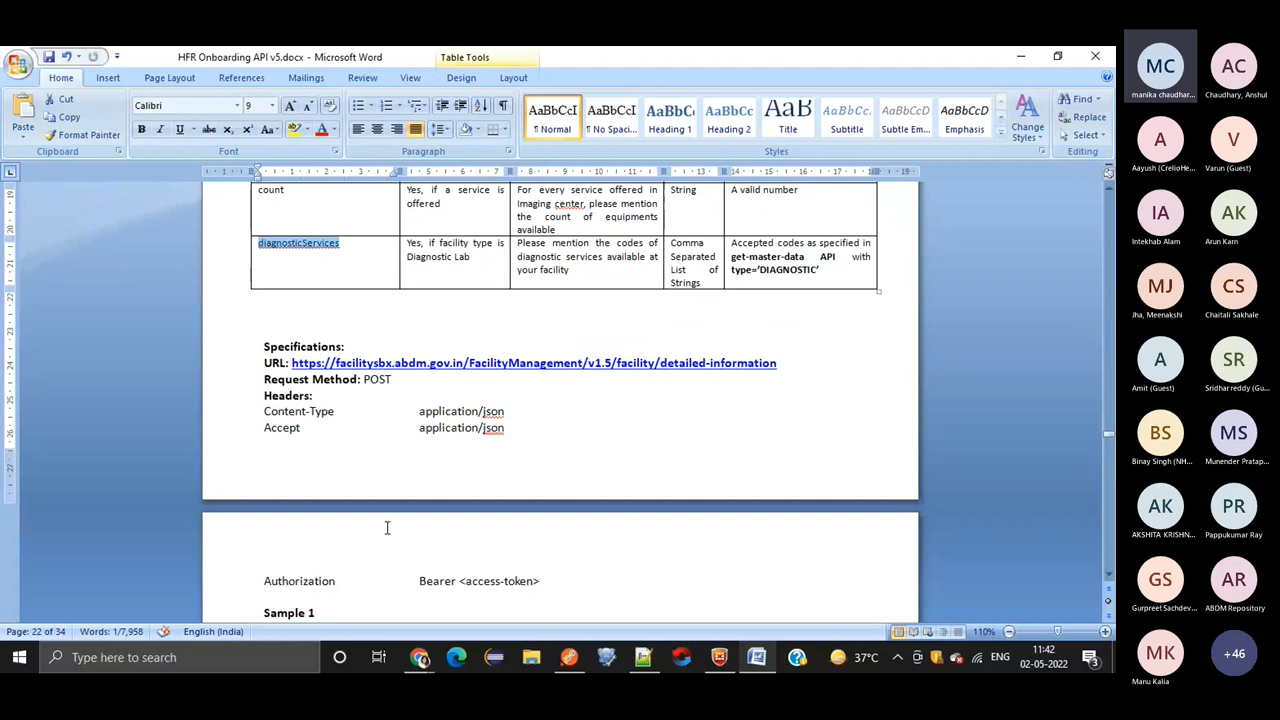 HFR Onboarding API v5.docx - Microsoft Word
Table Tools
Home
Insert
Page Layout
References
Mailings
Review
View
Design
Layout
Paste
Cut
Copy
Format Painter
Clipboard
Calibri
9
Font
Paragraph
AaBbCcI
¶ Normal
AaBbCcI
¶ No Spaci...
AaBbC
Heading 1
AaBbCc
Heading 2
AaB
Title
AaBbCc.
Subtitle
AaBbCcD
Subtle Em...
AaBbCcD
Emphasis
Change
Styles
Styles
Find
Replace
Select
Editing
count
Yes, if a service is
offered
For every service offered in
Imaging center, please mention
the count of equipments
available
String
A valid number
diagnosticServices
Yes, if facility type is
Diagnostic Lab
Please mention the codes of
diagnostic services available at
your facility
Comma
Separated
List of
Strings
Accepted codes as specified in
get-master-data API with
type='DIAGNOSTIC'
Specifications:
URL: https://facilitysbx.abdm.gov.in/FacilityManagement/v1.5/facility/detailed-information
Request Method: POST
Headers:
Content-Type application/json
Accept application/json
Authorization Bearer <access-token>
Sample 1
Page: 22 of 34
Words: 1/7,958
English (India)
110%
Type here to search
37°C
ENG
11:42
02-05-2022
3
MC
manika chaudhar...
AC
Chaudhary, Anshul
A
Aayush (CrelioHe...
V
Varun (Guest)
IA
Intekhab Alam
AK
Arun Karn
MJ
Jha, Meenakshi
CS
Chaitali Sakhale
A
Amit (Guest)
SR
Sridhar reddy (Gu...
BS
Binay Singh (NH...
MS
Munender Pratap...
AK
AKSHITA KRISHN...
PR
Pappukumar Ray
GS
Gurpreet Sachdev...
AR
ABDM Repository
MK
Manu Kalia
+46